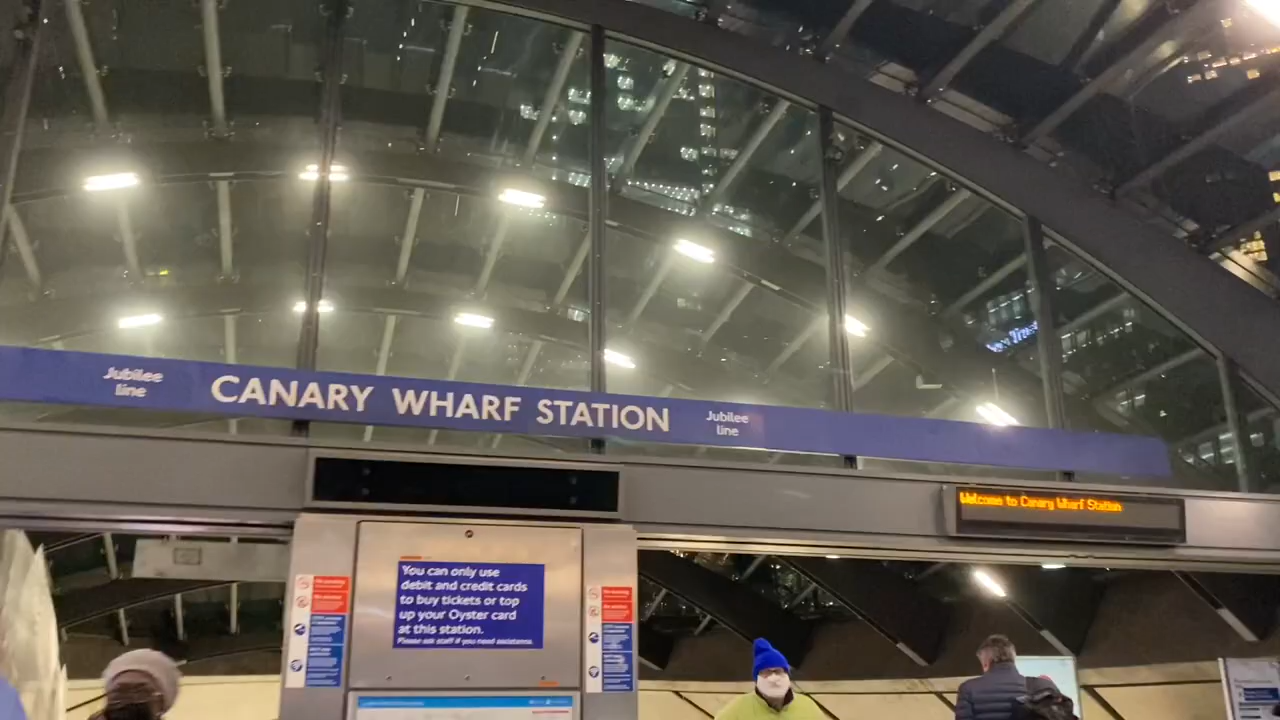 Jubilee
line
CANARY WHARF STATION
Jubilee
line
Welcome to Canary Wharf Station
You can only use
debit and credit cards
to buy tickets or top
up your Oyster card
at this station.
Please ask staff if you need assistance.